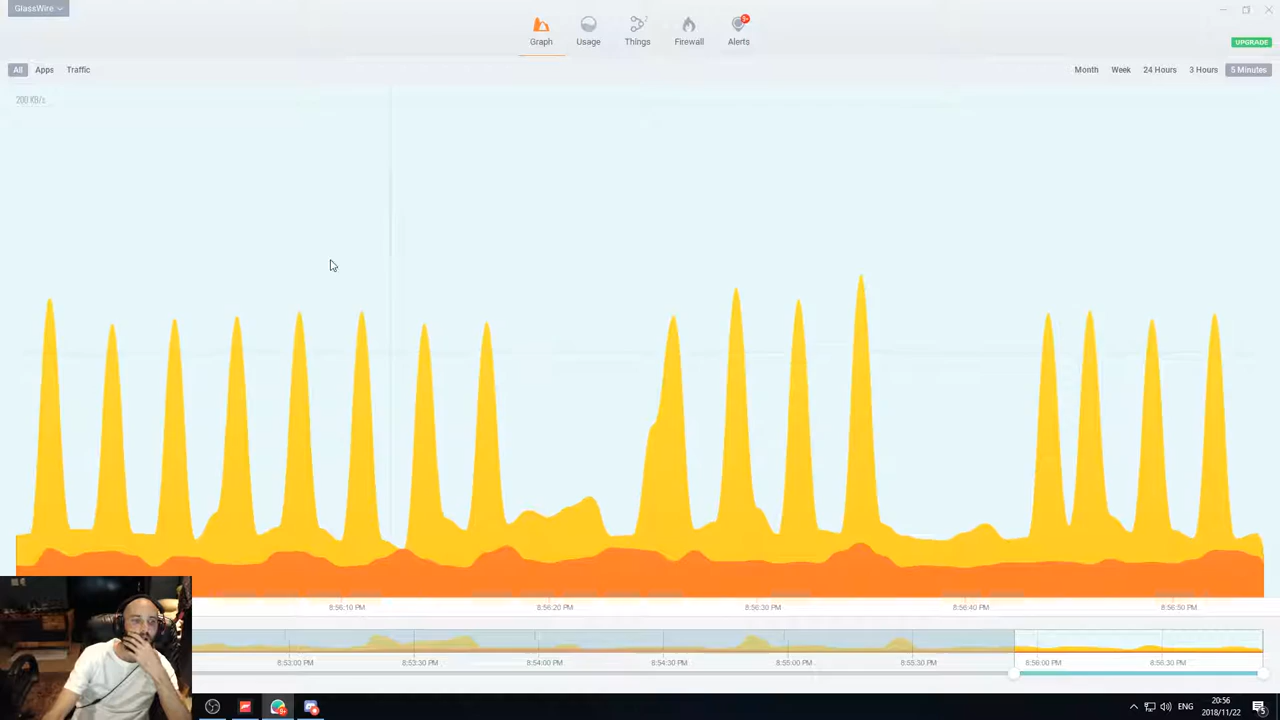 GlassWire
Graph
Usage
Things
Firewall
9+
Alerts
UPGRADE
All
Apps
Traffic
Month
Week
24 Hours
3 Hours
5 Minutes
200 KB/s
8:56:10 PM
8:56:20 PM
8:56:30 PM
8:56:40 PM
8:56:50 PM
8:53:00 PM
8:53:30 PM
8:54:00 PM
8:54:30 PM
8:55:00 PM
8:55:30 PM
8:56:00 PM
8:56:30 PM
9+
ENG
20:56
2018/11/22
5